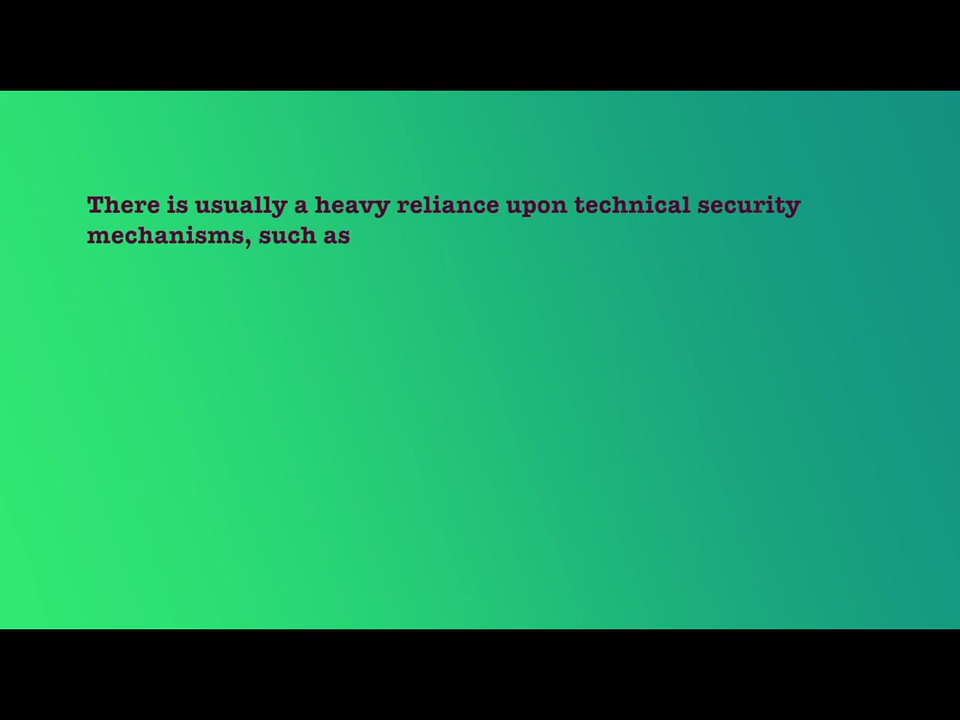 There is usually a heavy reliance upon technical security
mechanisms, such as